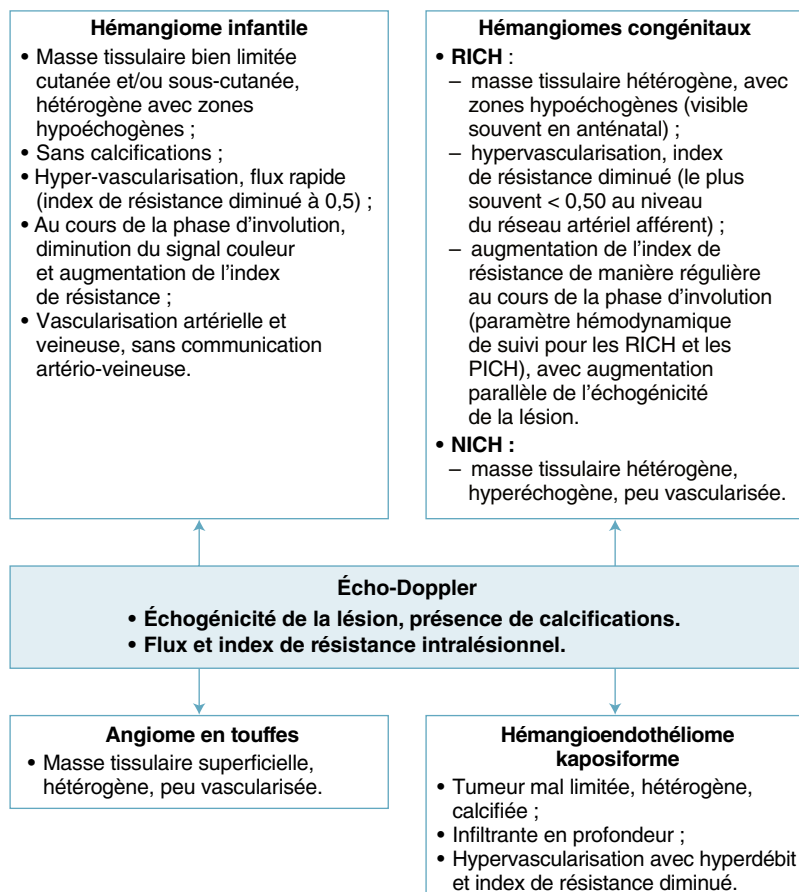 Hémangiome infantile
• Masse tissulaire bien limitée
cutanée et/ou sous-cutanée,
hétérogène avec zones
hypoéchogènes ;
• Sans calcifications ;
• Hyper-vascularisation, flux rapide
(index de résistance diminué à 0,5) ;
• Au cours de la phase d'involution,
diminution du signal couleur
et augmentation de l'index
de résistance ;
• Vascularisation artérielle et
veineuse, sans communication
artério-veineuse.
Hémangiomes congénitaux
• RICH :
– masse tissulaire hétérogène, avec
zones hypoéchogènes (visible
souvent en anténatal) ;
– hypervascularisation, index
de résistance diminué (le plus
souvent < 0,50 au niveau
du réseau artériel afférent) ;
– augmentation de l'index de
résistance de manière régulière
au cours de la phase d'involution
(paramètre hémodynamique
de suivi pour les RICH et les
PICH), avec augmentation
parallèle de l'échogénicité
de la lésion.
• NICH :
– masse tissulaire hétérogène,
hyperéchogène, peu vascularisée.
Écho-Doppler
• Échogénicité de la lésion, présence de calcifications.
• Flux et index de résistance intralésionnel.
Angiome en touffes
• Masse tissulaire superficielle,
hétérogène, peu vascularisée.
Hémangioendothéliome
kaposiforme
• Tumeur mal limitée, hétérogène,
calcifiée ;
• Infiltrante en profondeur ;
• Hypervascularisation avec hyperdébit
et index de résistance diminué.